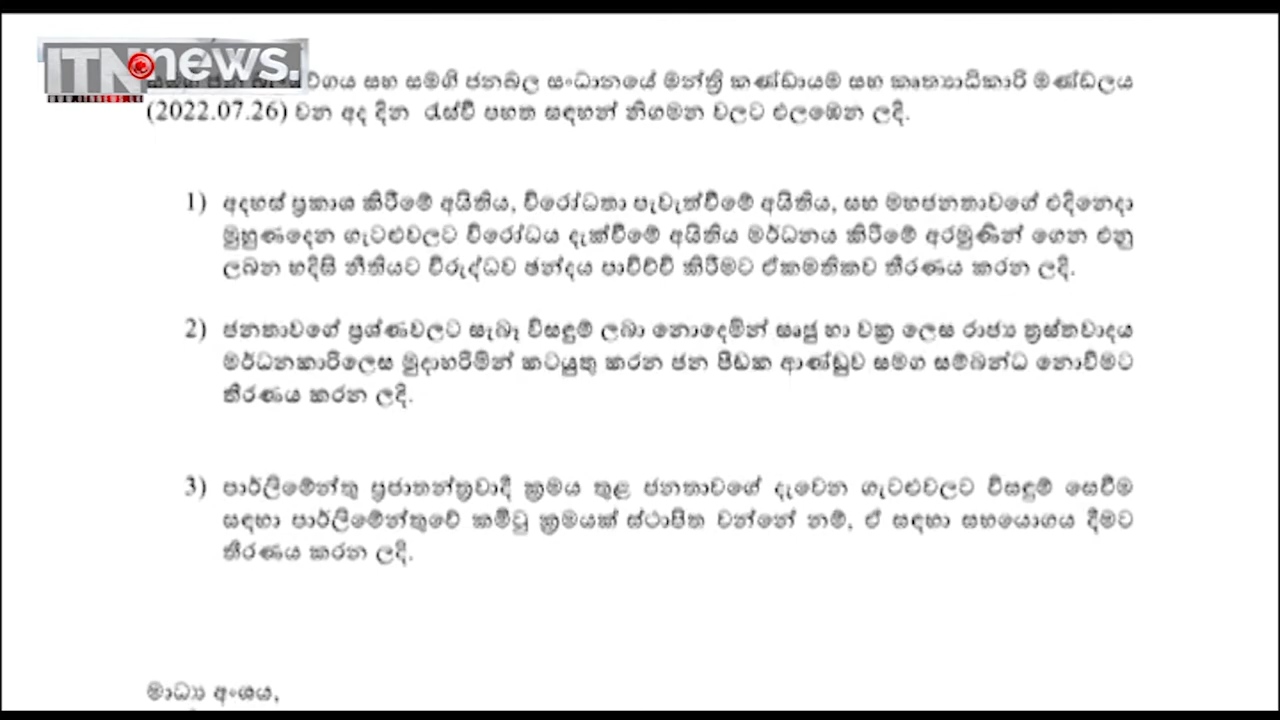 ITN news.
WWW.ITNNEWS.LK
සහ සමගි ජනබල සංධානයේ මන්ත්‍රි කණ්ඩායම සහ කෘත්‍යාධිකාරි මණ්ඩලය
(2022.07.26) වන අද දින රැස්වී පහත සඳහන් නිගමන වලට එලඹෙන ලදී.
1) අදහස් ප්‍රකාශ කිරීමේ අයිතිය, විරෝධතා පැවැත්වීමේ අයිතිය, සහ මහජනතාවගේ එදිනෙදා
මුහුණදෙන ගැටළුවලට විරෝධය දැක්වීමේ අයිතිය මර්ධනය කිරීමේ අරමුණින් ගෙන එනු
ලබන හදිසි නීතියට විරුද්ධව ඡන්දය පාවිච්චි කිරීමට ඒකමතිකව තීරණය කරන ලදී.
2) ජනතාවගේ ප්‍රශ්ණවලට සැබෑ විසඳුම් ලබා නොදෙමින් සෘජු හා වක්‍ර ලෙස රාජ්‍ය ත්‍රස්තවාදය
මර්ධනකාරීලෙස මුදාහරිමින් කටයුතු කරන ජන පීඩක ආණ්ඩුව සමග සම්බන්ධ නොවීමට
තීරණය කරන ලදි.
3) පාර්ලිමේන්තු ප්‍රජාතන්ත්‍රවාදී ක්‍රමය තුළ ජනතාවගේ දැවෙන ගැටළුවලට විසඳුම් සෙවීම
සඳහා පාර්ලිමේන්තුවේ කමිටු ක්‍රමයක් ස්ථාපිත වන්නේ නම්, ඒ සඳහා සහයොගය දීමට
තීරණය කරන ලදී.
මාධ්‍ය අංශය,